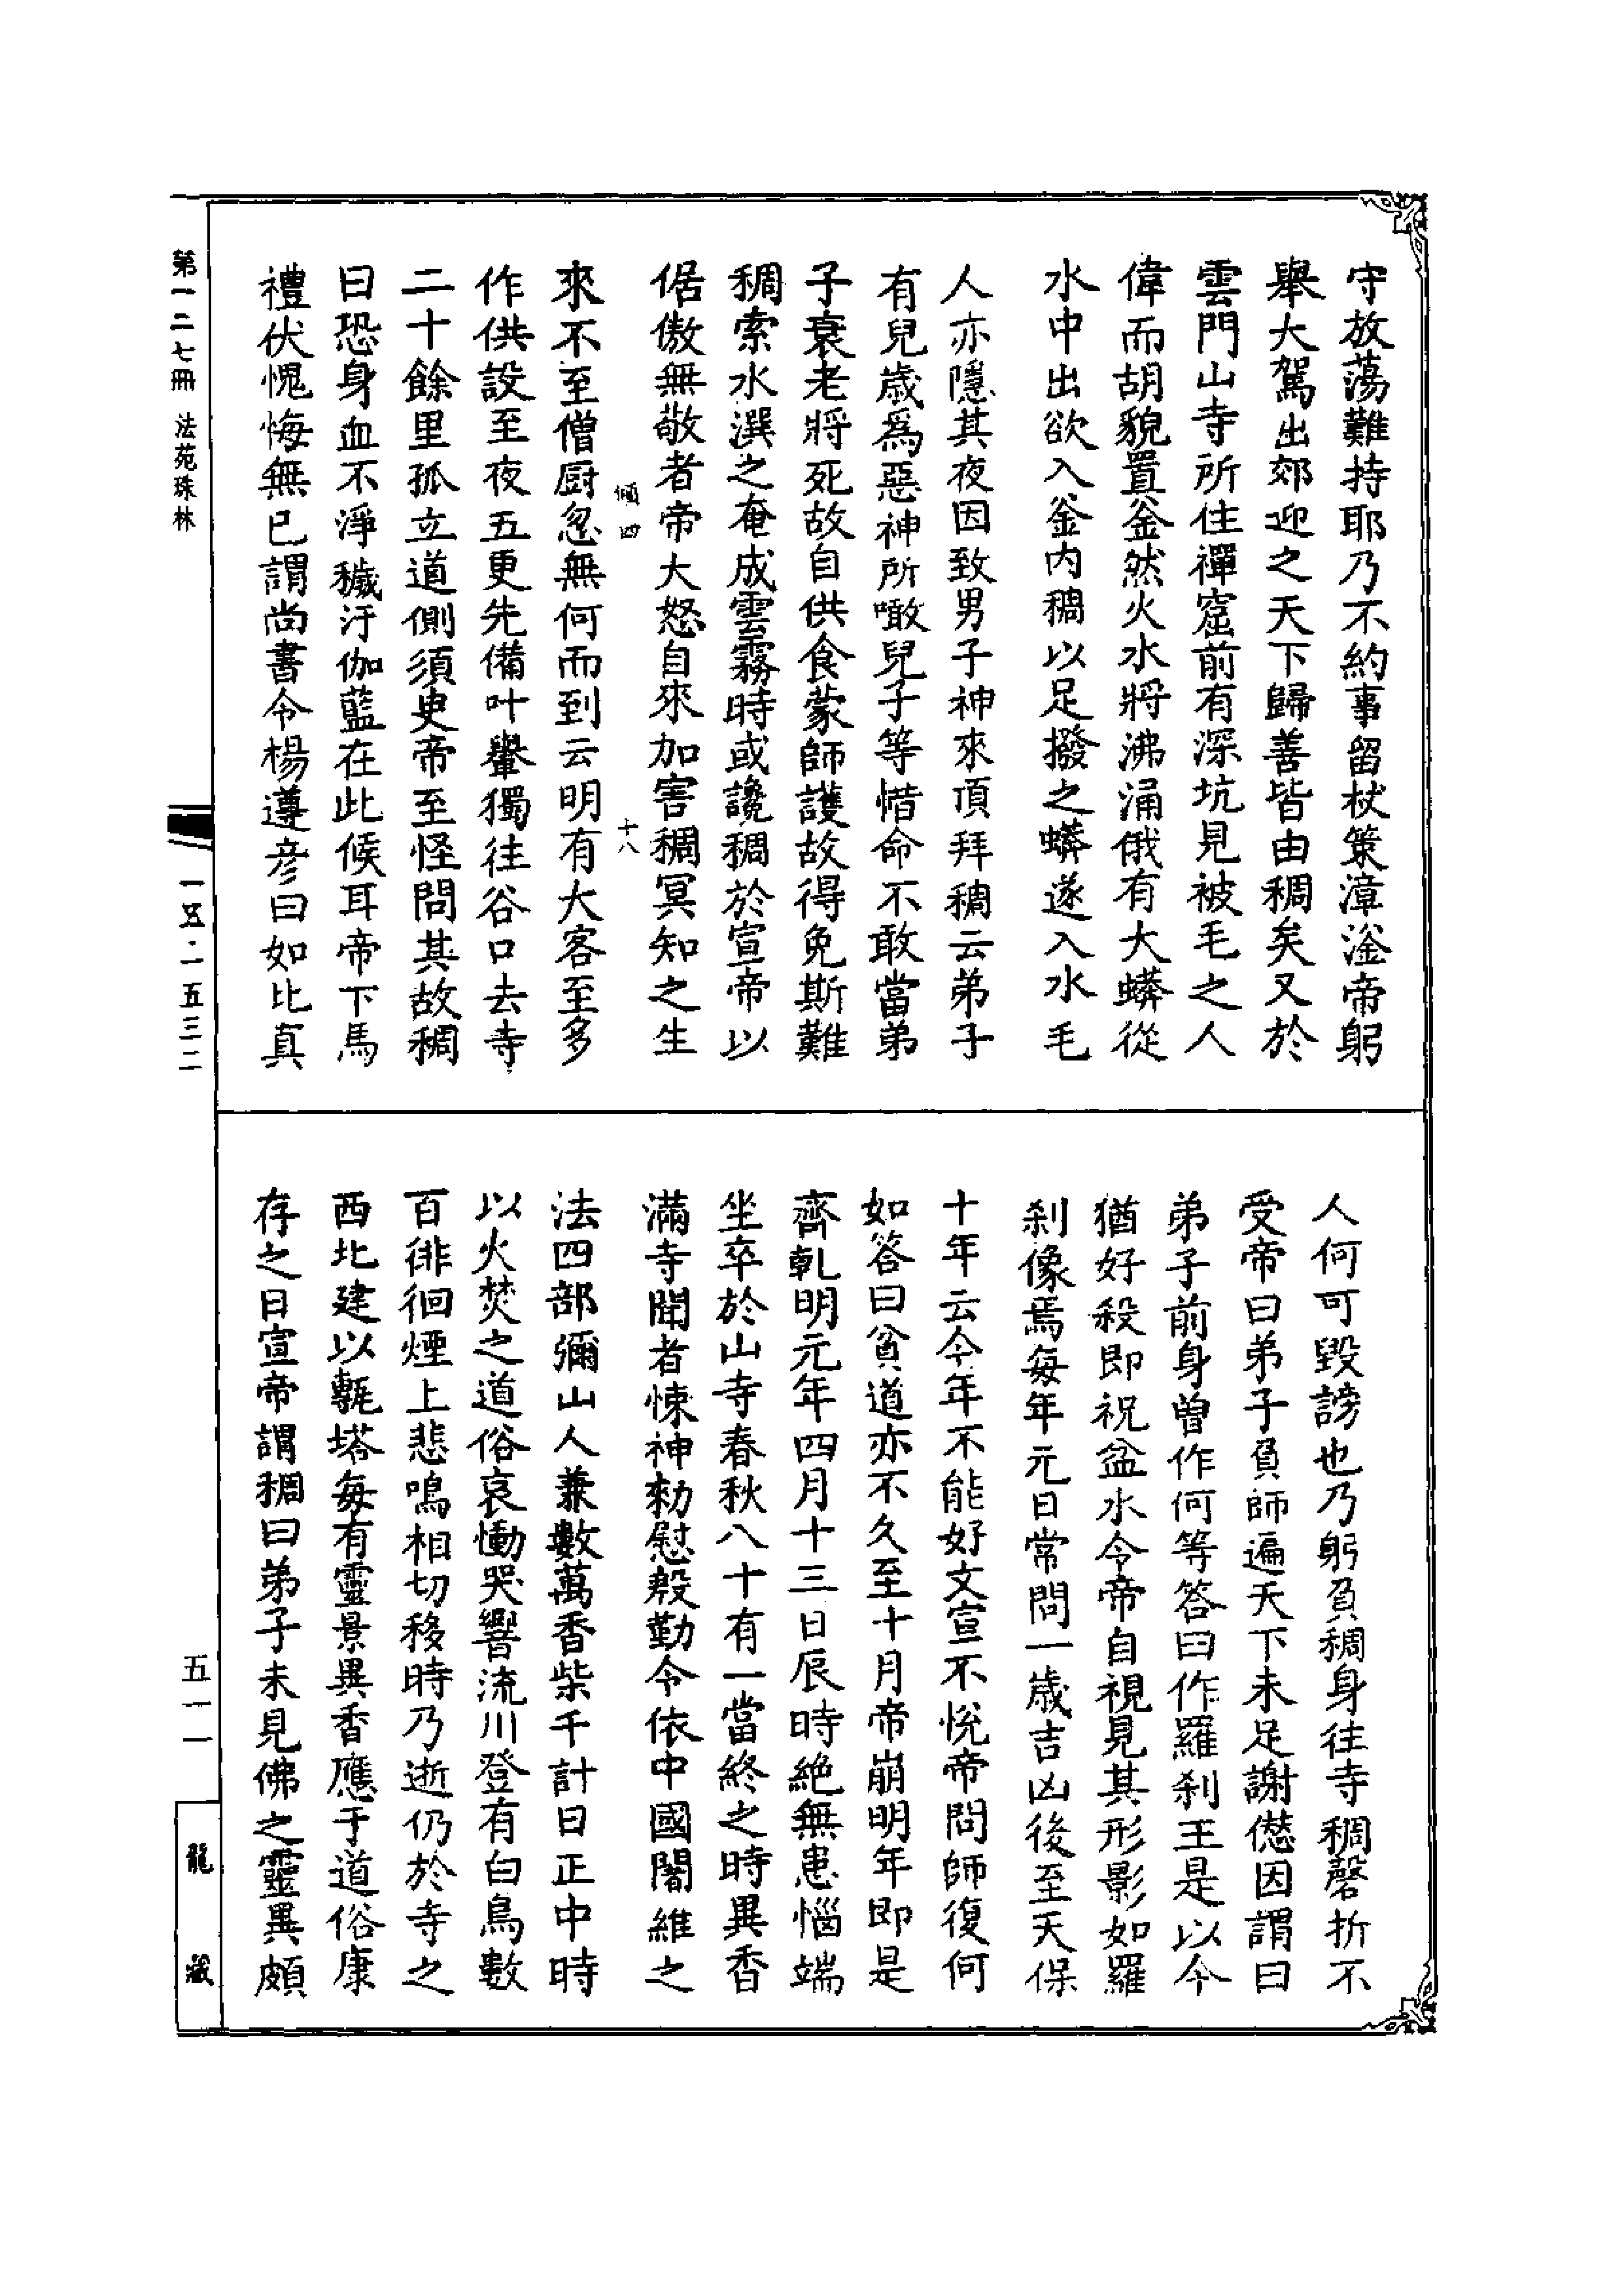 守放蕩難持耶乃不約事留杖策漳滏帝躬
舉大駕出郊迎之天下歸善皆由稠矣又於
雲門山寺所住禪窟前有深坑見被毛之人
偉而胡貌置釜然火水將沸涌俄有大蟒從
水中出欲入釜内稠以足撥之蟒遂入水毛
人亦隱其夜因致男子神來頂拜稠云弟子
有兒歲爲惡神所噉兒子等惜命不敢當弟
子衰老將死故自供食蒙師護故得免斯難
稠索水潠之奄成雲霧時或讒稠於宣帝以
倨傲無敬者帝大怒自來加害稠冥知之生
傾四
十八
來不至僧厨忽無何而到云明有大客至多
作供設至夜五更先備叶轝獨往谷口去寺
二十餘里孤立道側須臾帝至怪問其故稠
曰恐身血不淨穢汙伽藍在此候耳帝下馬
禮伏愧悔無已謂尚書令楊遵彦曰如比真
人何可毀謗也乃躬負稠身往寺稠磬折不
受帝曰弟子負師遍天下未足謝愆因謂曰
弟子前身曽作何等答曰作羅刹王是以今
猶好殺即祝盆水令帝自視見其形影如羅
刹像焉每年元日常問一歲吉凶後至天保
十年云今年不能好文宣不悅帝問師復何
如答曰貧道亦不久至十月帝崩明年即是
齊乹明元年四月十三日辰時絶無患惱端
坐卒於山寺春秋八十有一當終之時異香
滿寺聞者悚神勑慰慇勤令依中國闍維之
法四部彌山人兼數萬香柴千計日正中時
以火焚之道俗哀慟哭響流川登有白鳥數
百徘徊煙上悲鳴相切移時乃逝仍於寺之
西北建以塼塔每有靈景異香應于道俗康
存之日宣帝謂稠曰弟子未見佛之靈異頗
第一二七冊 法苑珠林
一五·一五三二
五一一
龍藏